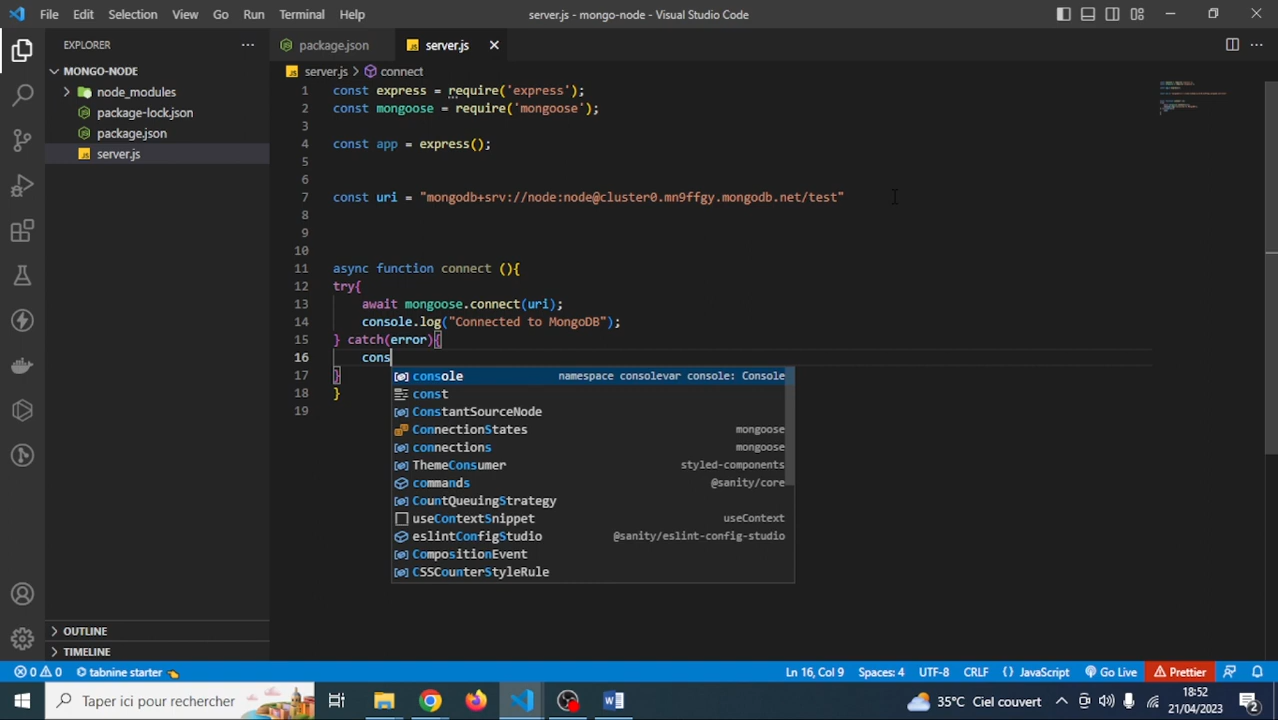 File Edit Selection View Go Run Terminal Help
server.js - mongo-node - Visual Studio Code
EXPLORER
MONGO-NODE
node_modules
package-lock.json
package.json
server.js
package.json
server.js
server.js > connect
1 const express = require('express');
2 const mongoose = require('mongoose');
3
4 const app = express();
5
6
7 const uri = "mongodb+srv://node:node@cluster0.mn9ffgy.mongodb.net/test"
8
9
10
11 async function connect (){
12 try{
13 await mongoose.connect(uri);
14 console.log("Connected to MongoDB");
15 } catch(error){
16 cons
17 }
18 }
19
console namespace consolevar console: Console
const
ConstantSourceNode
ConnectionStates mongoose
connections mongoose
ThemeConsumer styled-components
commands @sanity/core
CountQueuingStrategy
useContextSnippet useContext
eslintConfigStudio @sanity/eslint-config-studio
CompositionEvent
CSSCounterStyleRule
OUTLINE
TIMELINE
0 0 tabnine starter
Ln 16, Col 9 Spaces: 4 UTF-8 CRLF JavaScript Go Live Prettier
Taper ici pour rechercher
35°C Ciel couvert
18:52
21/04/2023
2